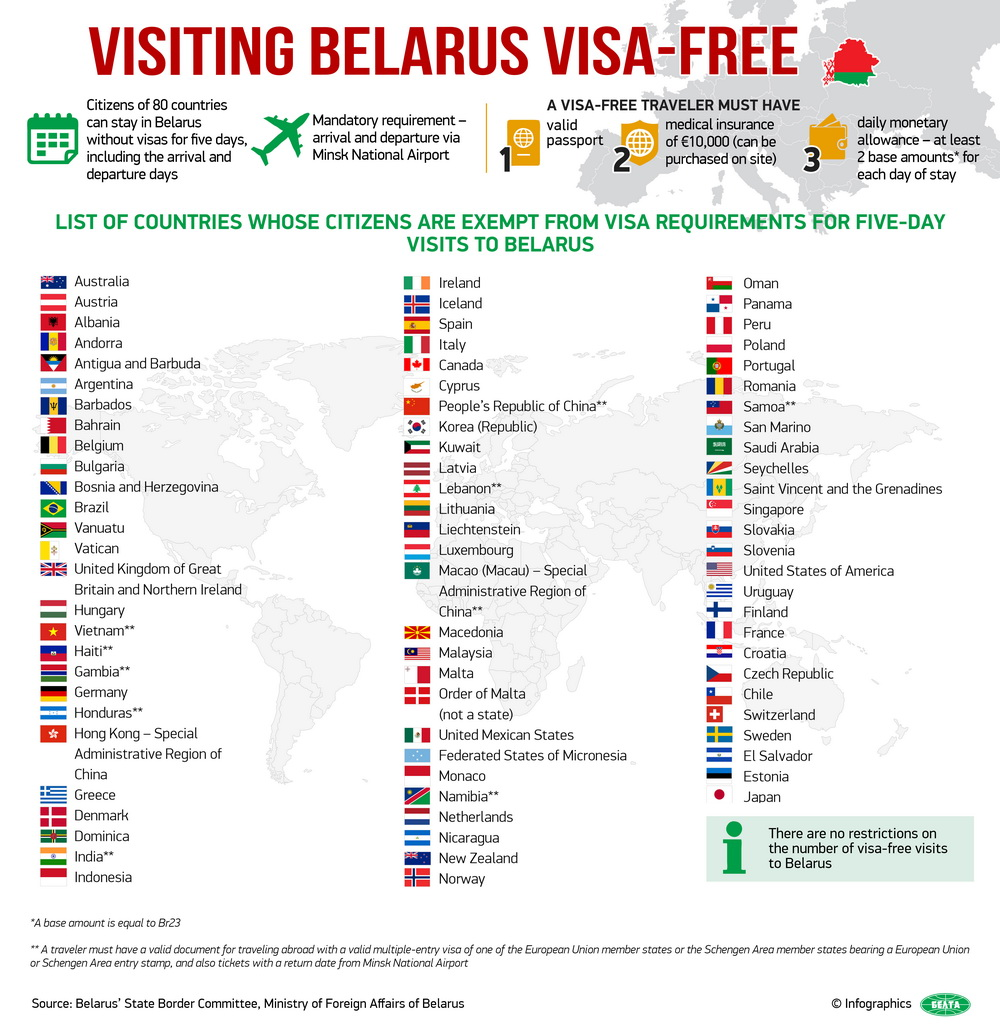 VISITING BELARUS VISA-FREE
Citizens of 80 countries
can stay in Belarus
without visas for five days,
including the arrival and
departure days
Mandatory requirement –
arrival and departure via
Minsk National Airport
A VISA-FREE TRAVELER MUST HAVE
1
valid
passport
2
medical insurance
of €10,000 (can be
purchased on site)
3
daily monetary
allowance – at least
2 base amounts* for
each day of stay
LIST OF COUNTRIES WHOSE CITIZENS ARE EXEMPT FROM VISA REQUIREMENTS FOR FIVE-DAY
VISITS TO BELARUS
Australia
Austria
Albania
Andorra
Antigua and Barbuda
Argentina
Barbados
Bahrain
Belgium
Bulgaria
Bosnia and Herzegovina
Brazil
Vanuatu
Vatican
United Kingdom of Great
Britain and Northern Ireland
Hungary
Vietnam**
Haiti**
Gambia**
Germany
Honduras**
Hong Kong – Special
Administrative Region of
China
Greece
Denmark
Dominica
India**
Indonesia
Ireland
Iceland
Spain
Italy
Canada
Cyprus
People's Republic of China**
Korea (Republic)
Kuwait
Latvia
Lebanon**
Lithuania
Liechtenstein
Luxembourg
Macao (Macau) – Special
Administrative Region of
China**
Macedonia
Malaysia
Malta
Order of Malta
(not a state)
United Mexican States
Federated States of Micronesia
Monaco
Namibia**
Netherlands
Nicaragua
New Zealand
Norway
Oman
Panama
Peru
Poland
Portugal
Romania
Samoa**
San Marino
Saudi Arabia
Seychelles
Saint Vincent and the Grenadines
Singapore
Slovakia
Slovenia
United States of America
Uruguay
Finland
France
Croatia
Czech Republic
Chile
Switzerland
Sweden
El Salvador
Estonia
Japan
There are no restrictions on
the number of visa-free visits
to Belarus
*A base amount is equal to Br23
** A traveler must have a valid document for traveling abroad with a valid multiple-entry visa of one of the European Union member states or the Schengen Area member states bearing a European Union
or Schengen Area entry stamp, and also tickets with a return date from Minsk National Airport
Source: Belarus' State Border Committee, Ministry of Foreign Affairs of Belarus
© Infographics
БЕЛТА